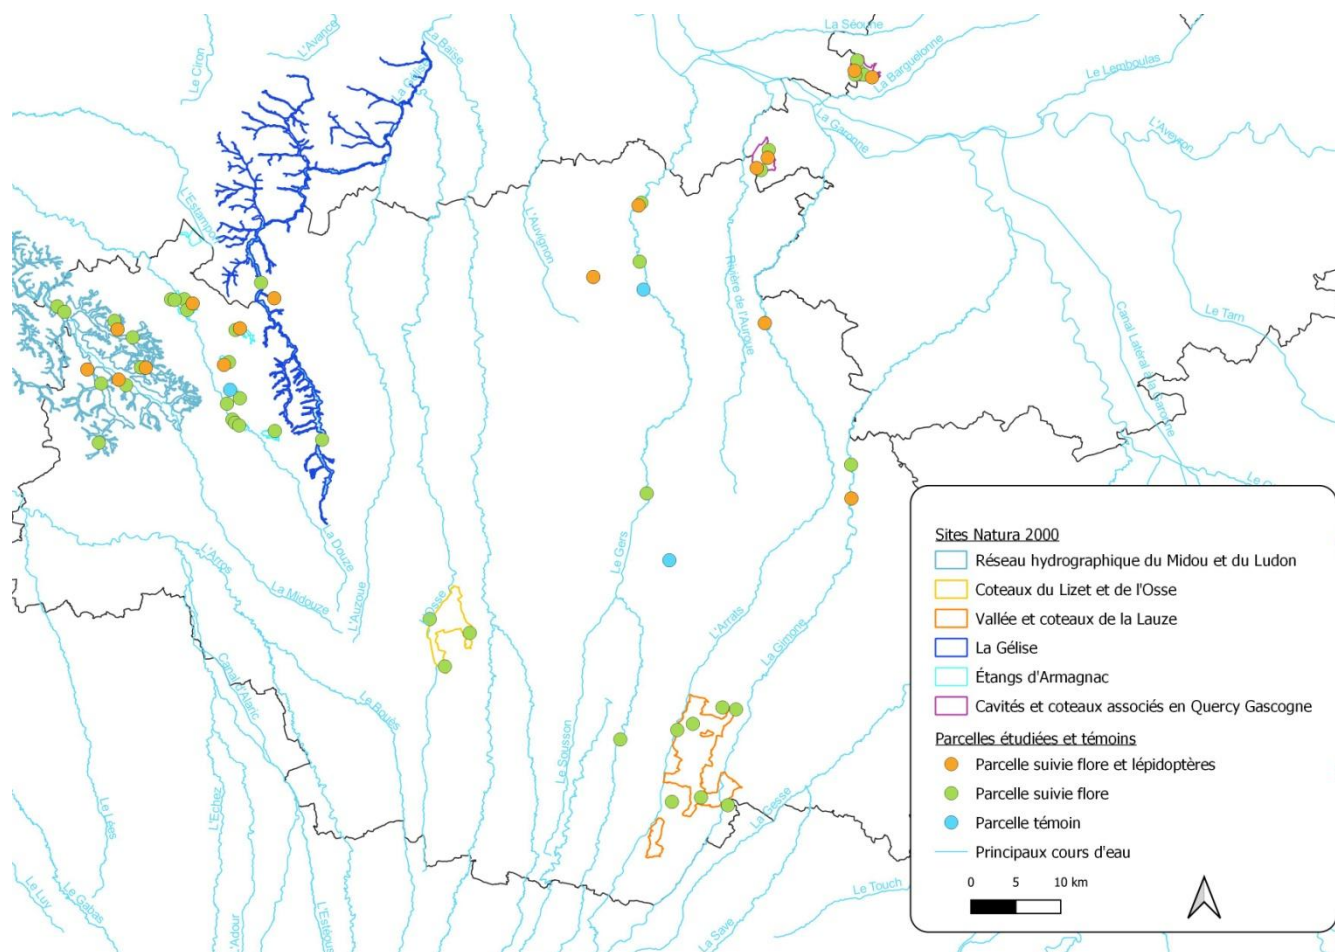 La Séoune
L'Avance
La Baïse
Le Ciron
La Barguelonne
Le Lemboulas
La Garonne
L'Aveyron
L'Auvignon
Rivière de l'Auroue
Le Tarn
Canal Latéral à la Garonne
Le Gers
La Douze
L'Arros
La Midouze
L'Auzoue
L'Osse
L'Arrats
La Gimone
Canal d'Alaric
Le Bouès
Le Sousson
La Gesse
Le Lées
L'Echez
Le Gabas
Le Luy
L'Adour
L'Estéous
La Save
Le Touch
Sites Natura 2000
Réseau hydrographique du Midou et du Ludon
Coteaux du Lizet et de l'Osse
Vallée et coteaux de la Lauze
La Gélise
Étangs d'Armagnac
Cavités et coteaux associés en Quercy Gascogne
Parcelles étudiées et témoins
Parcelle suivie flore et lépidoptères
Parcelle suivie flore
Parcelle témoin
Principaux cours d'eau
0 5 10 km